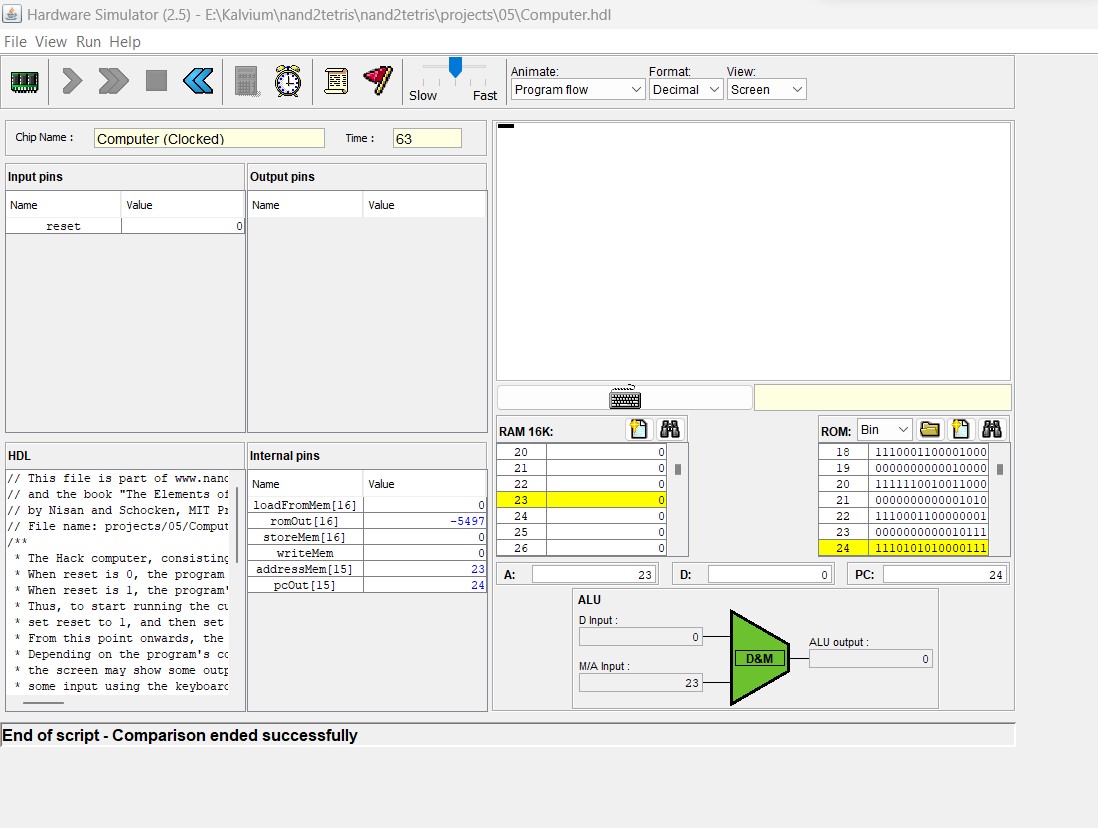 Hardware Simulator (2.5) - E:\Kalvium\nand2tetris\nand2tetris\projects\05\Computer.hdl
File View Run Help
Slow Fast
Animate: Format: View:
Program flow Decimal Screen
Chip Name : Computer (Clocked) Time : 63
Input pins
Name Value
reset 0
Output pins
Name Value
HDL
// This file is part of www.nand
// and the book "The Elements of
// by Nisan and Schocken, MIT Pr
// File name: projects/05/Comput
/**
* The Hack computer, consisting
* When reset is 0, the program
* When reset is 1, the program'
* Thus, to start running the cu
* set reset to 1, and then set
* From this point onwards, the
* Depending on the program's co
* the screen may show some outp
* some input using the keyboard
Internal pins
Name Value
loadFromMem[16] 0
romOut[16] -5497
storeMem[16] 0
writeMem 0
addressMem[15] 23
pcOut[15] 24
RAM 16K:
20 0
21 0
22 0
23 0
24 0
25 0
26 0
ROM: Bin
18 1110001100001000
19 0000000000010000
20 1111110010011000
21 0000000000001010
22 1110001100000001
23 0000000000010111
24 1110101010000111
A: 23 D: 0 PC: 24
ALU
D Input :
0
M/A Input :
23
D&M
ALU output :
0
End of script - Comparison ended successfully